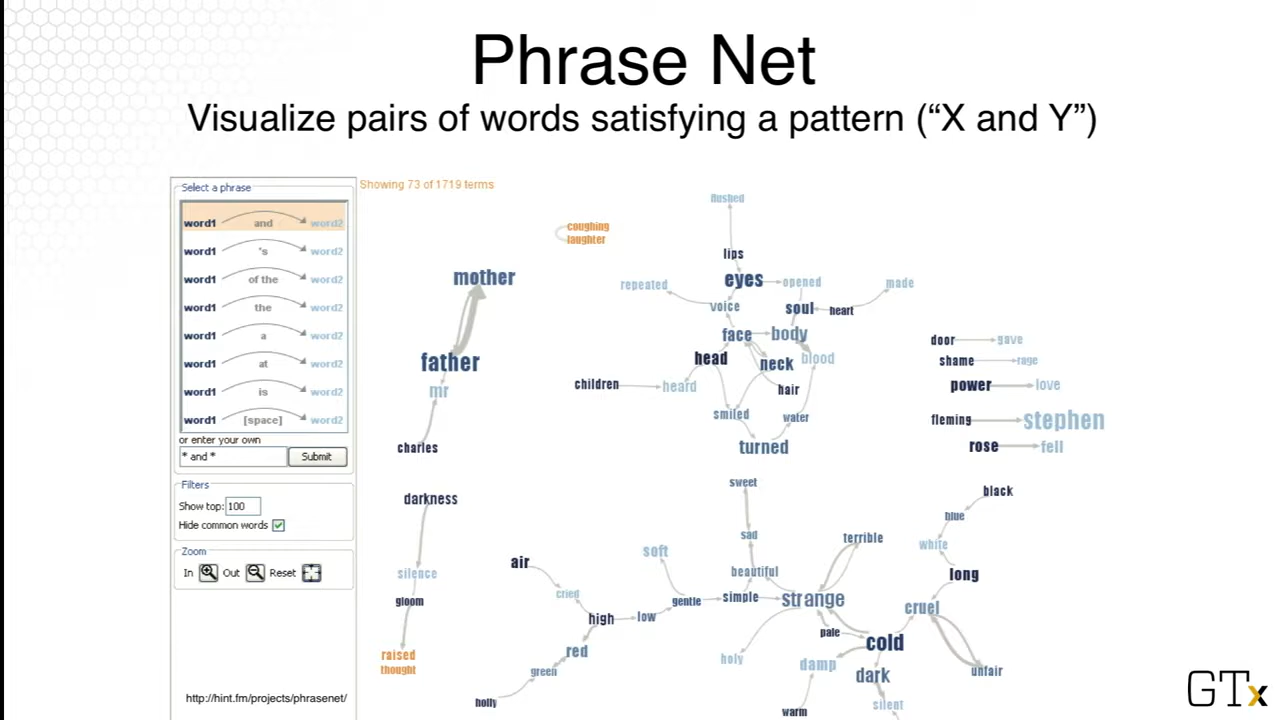 Phrase Net
Visualize pairs of words satisfying a pattern (“X and Y”)
Select a phrase
word1 and word2
word1 's word2
word1 of the word2
word1 the word2
word1 a word2
word1 at word2
word1 is word2
word1 [space] word2
or enter your own
* and *
Submit
Filters
Show top: 100
Hide common words
Zoom
In Out Reset
http://hint.fm/projects/phrasenet/
Showing 73 of 1719 terms
coughing
laughter
mother
father
mr
charles
darkness
silence
gloom
raised
thought
flushed
lips
eyes
opened
repeated
voice
soul
heart
made
face
body
head
neck
blood
children
heard
hair
smiled
water
turned
door
gave
shame
rage
power
love
fleming
stephen
rose
fell
sweet
sad
beautiful
soft
air
cried
high
low
gentle
simple
strange
terrible
red
green
holly
holy
pale
cold
damp
dark
warm
silent
cruel
unfair
long
white
blue
black
GTx